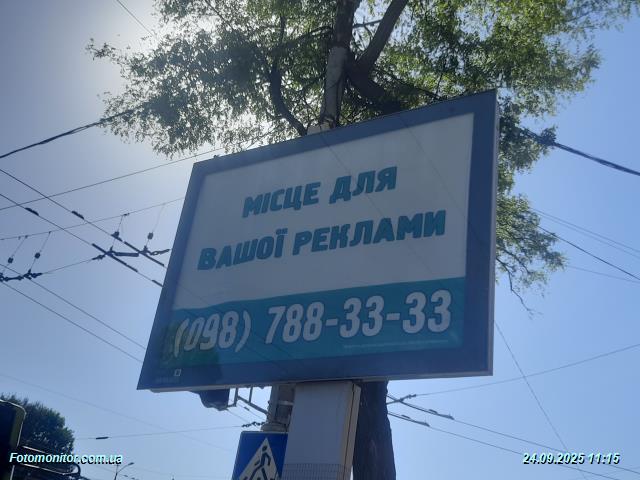 МІСЦЕ ДЛЯ
ВАШОЇ РЕКЛАМИ
(098) 788-33-33
Fotomonitor.com.ua
24.09.2025 11:15